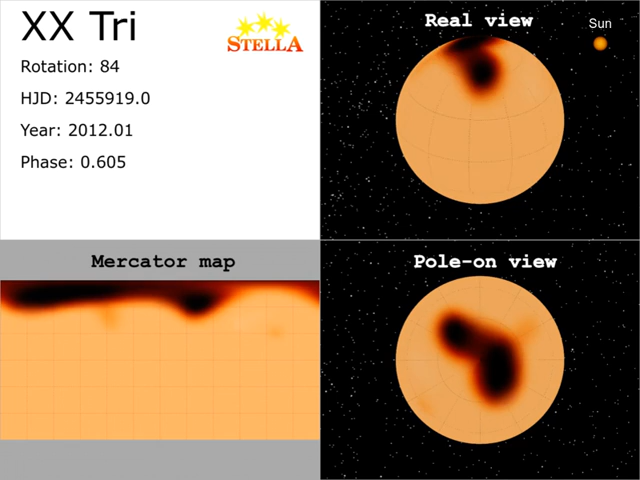 XX Tri
STELLA
Rotation: 84
HJD: 2455919.0
Year: 2012.01
Phase: 0.605
Real view
Sun
Mercator map
Pole-on view